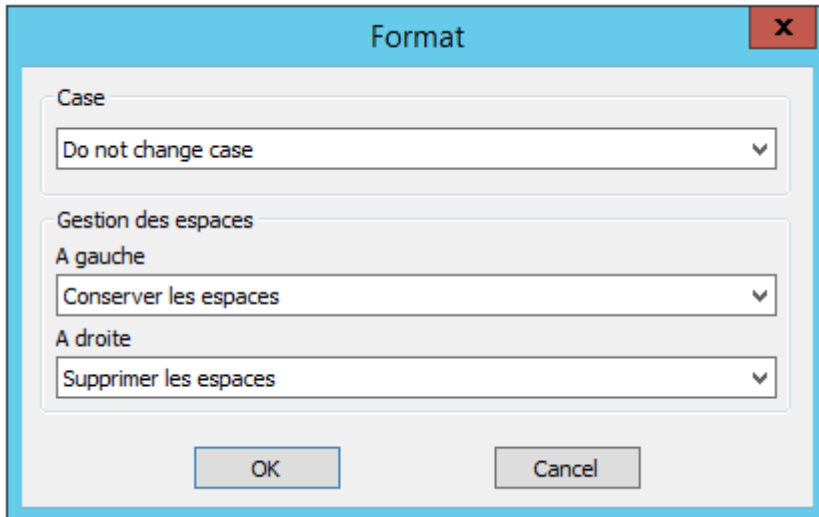 Format
x
Case
Do not change case
Gestion des espaces
A gauche
Conserver les espaces
A droite
Supprimer les espaces
OK
Cancel